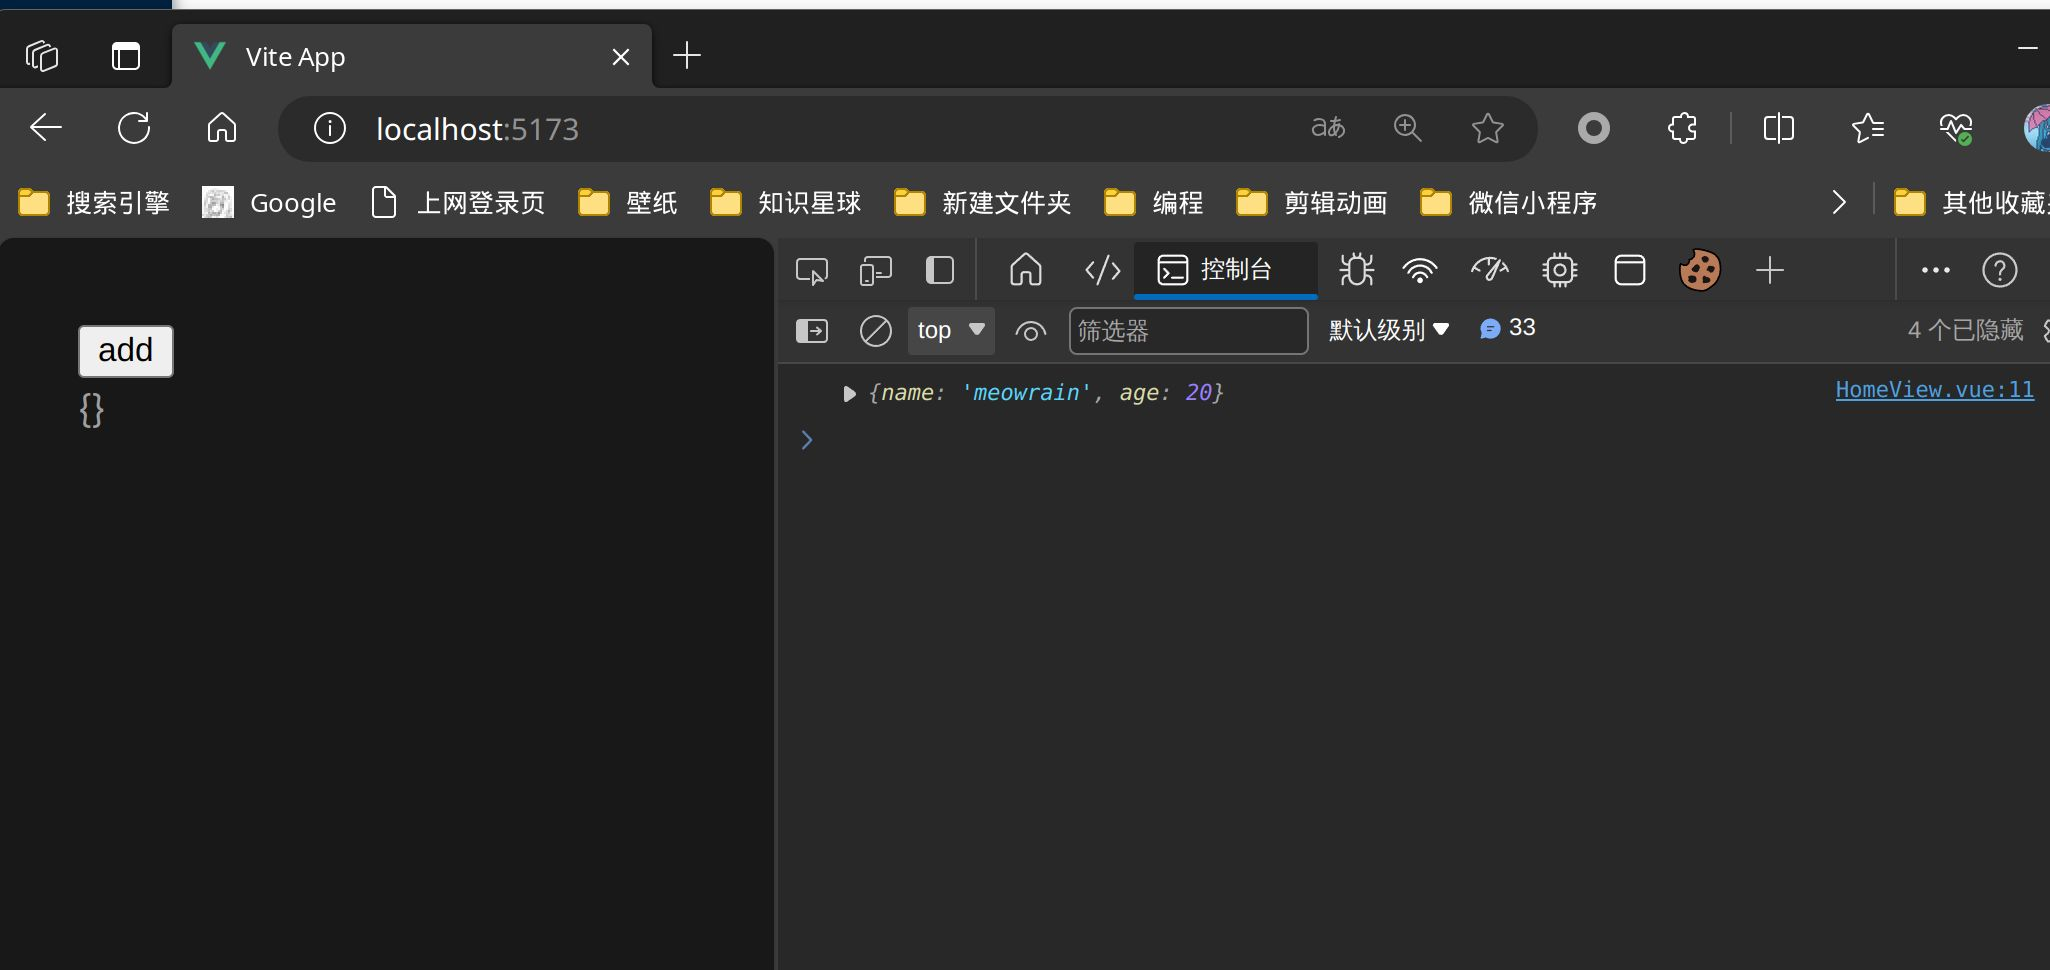 Vite App
localhost:5173
aあ
搜索引擎 Google 上网登录页 壁纸 知识星球 新建文件夹 编程 剪辑动画 微信小程序 其他收藏
控制台
top 筛选器 默认级别 33 4 个已隐藏
add
{}
{name: 'meowrain', age: 20} HomeView.vue:11